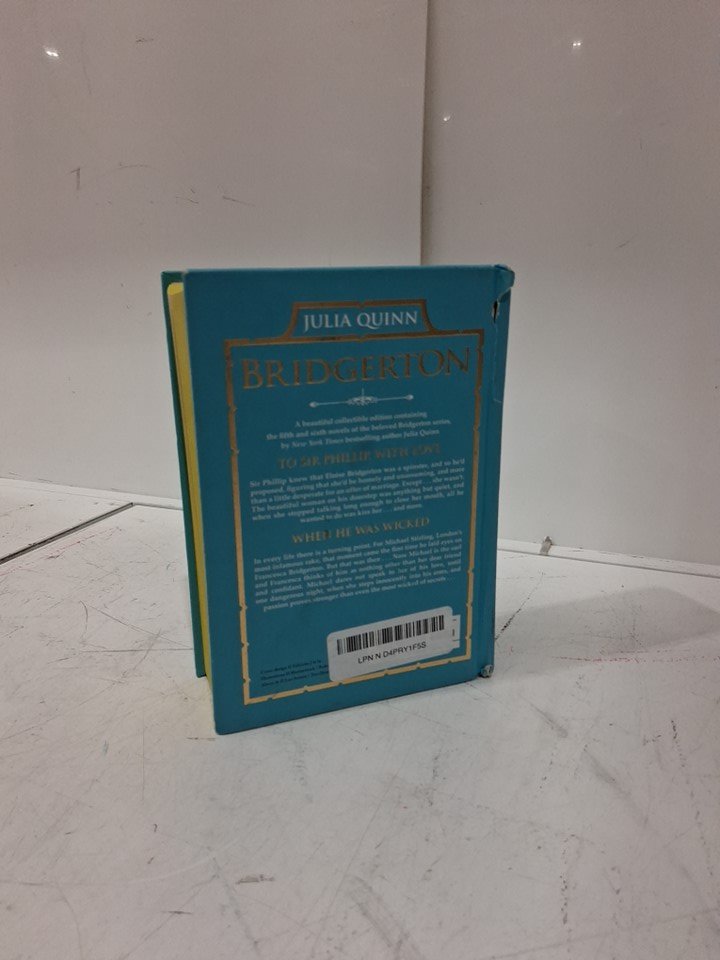 JULIA QUINN
BRIDGERTON
A beautiful collectible edition containing
the fifth and sixth novels of the beloved Bridgerton series,
by New York Times bestselling author Julia Quinn
TO SIR PHILLIP, WITH LOVE
Sir Phillip knew that Eloise Bridgerton was a spinster, and so he'd
proposed, figuring that she'd be homely and unassuming, and more
than a little desperate for an offer of marriage. Except . . . she wasn't.
The beautiful woman on his doorstep was anything but quiet, and
when she stopped talking long enough to close her mouth, all he
wanted to do was kiss her . . . and more.
WHEN HE WAS WICKED
In every life there is a turning point. For Michael Stirling, London's
most infamous rake, that moment came the first time he laid eyes on
Francesca Bridgerton. But that was then . . . Now Michael is the earl
and Francesca thinks of him as nothing other than her dear friend
and confidant. Michael dares not speak to her of his love, until
one dangerous night, when she steps innocently into his arms, and
passion proves stronger than even the most wicked of secrets . . .
LPN N D4PRY1F5S